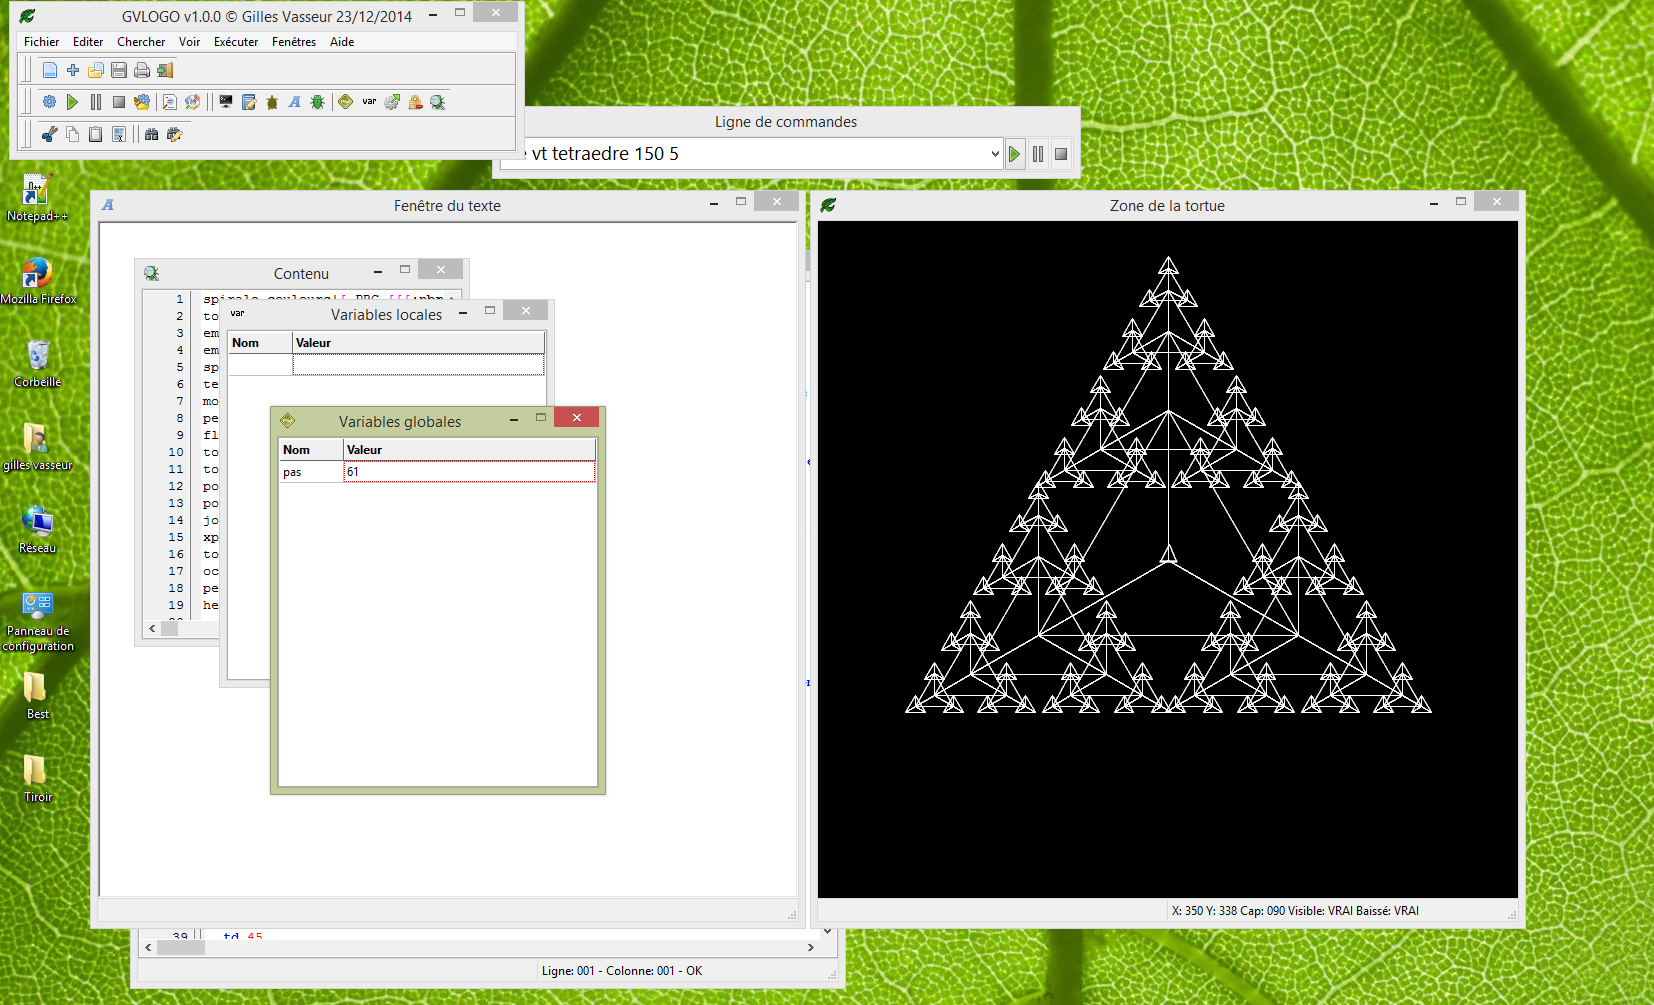 GVLOGO v1.0.0 © Gilles Vasseur 23/12/2014
Fichier Editer Chercher Voir Exécuter Fenêtres Aide
var
Ligne de commandes
vt tetraedre 150 5
Notepad++
Mozilla Firefox
Corbeille
gilles vasseur
Réseau
Panneau de
configuration
Best
Tiroir
Fenêtre du texte
Contenu
1
2 to
3 em
4 em
5 sp
6 te
7 mo
8 pe
9 fl
10 to
11 to
12 po
13 po
14 jo
15 xp
16 to
17 oc
18 pe
19 he
var Variables locales
Nom Valeur
Variables globales
Nom Valeur
pas 61
39 td 45
Ligne: 001 - Colonne: 001 - OK
Zone de la tortue
X: 350 Y: 338 Cap: 090 Visible: VRAI Baissé: VRAI